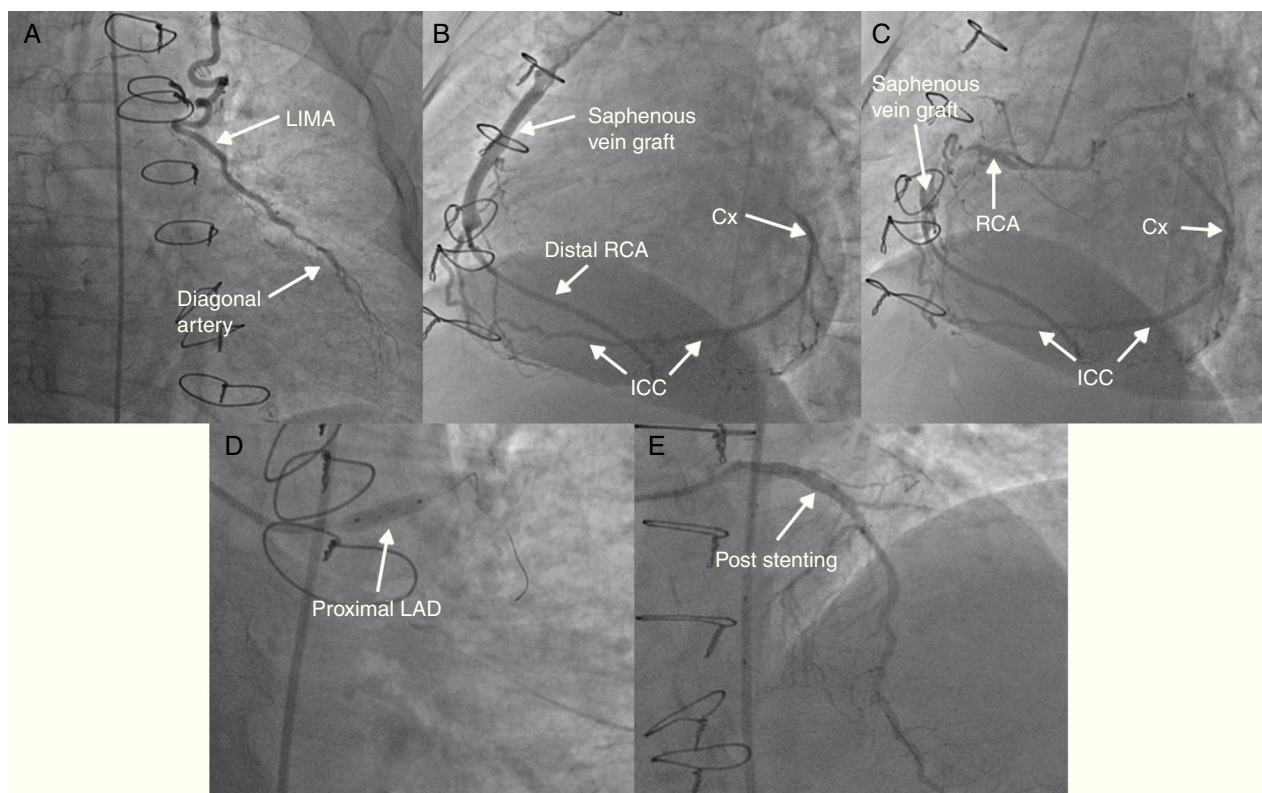 A
LIMA
Diagonal
artery
B
Saphenous
vein graft
Cx
Distal RCA
ICC
C
Saphenous
vein graft
RCA
Cx
ICC
D
Proximal LAD
E
Post stenting